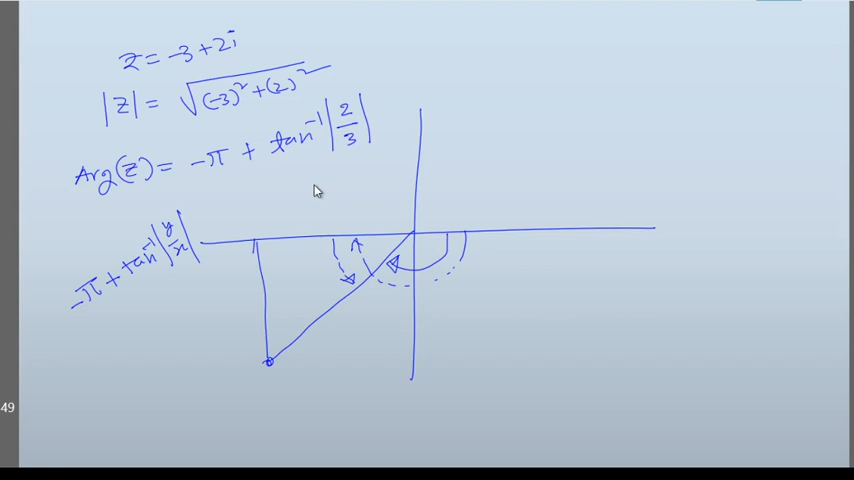 z = -3+2i
|z| = √(-3)²+(2)²
Arg(z) = -π + tan⁻¹|2/3|
-π + tan⁻¹|y/x|
49